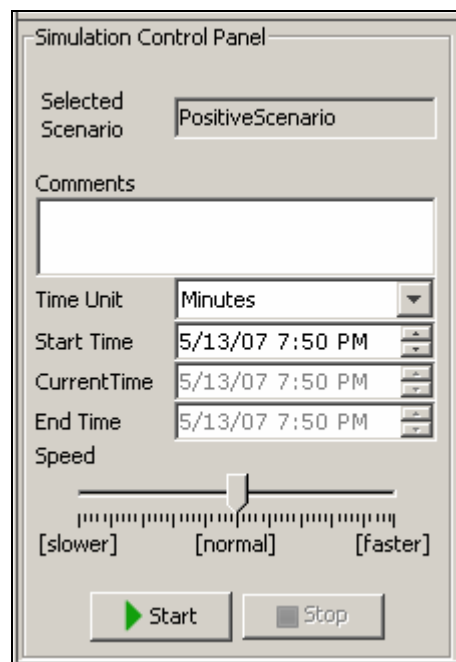 Simulation Control Panel
Selected
Scenario
PositiveScenario
Comments
Time Unit Minutes
Start Time 5/13/07 7:50 PM
CurrentTime 5/13/07 7:50 PM
End Time 5/13/07 7:50 PM
Speed
[slower] [normal] [faster]
Start Stop